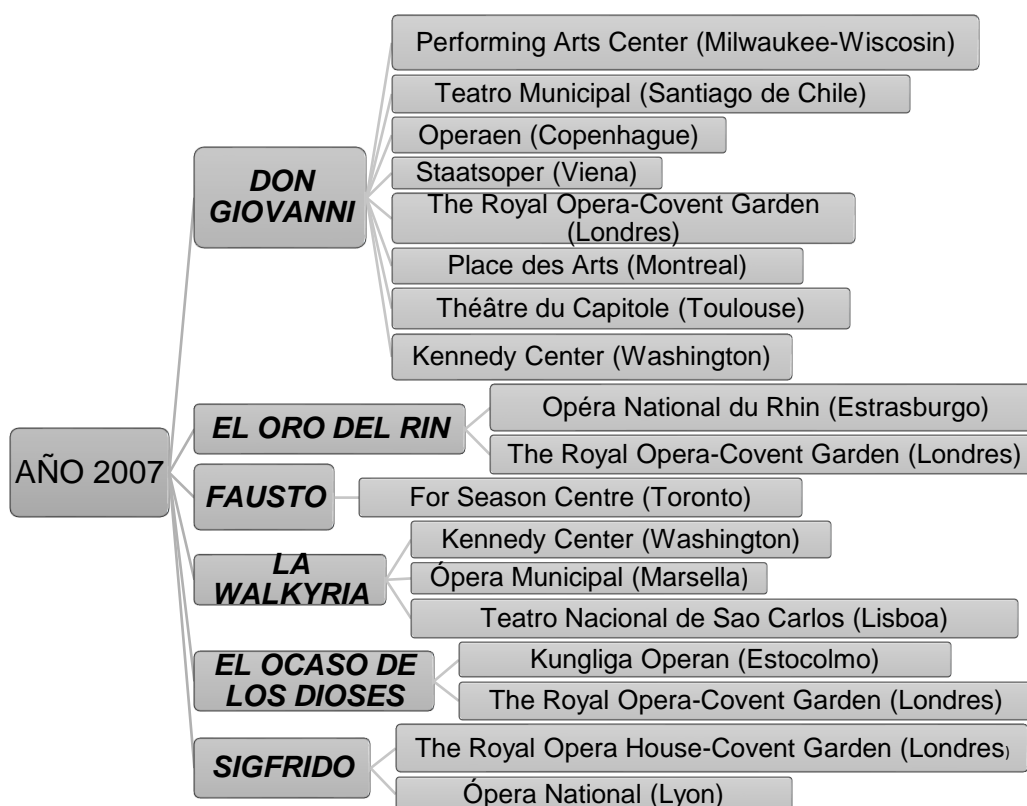 AÑO 2007
DON
GIOVANNI
Performing Arts Center (Milwaukee-Wiscosin)
Teatro Municipal (Santiago de Chile)
Operaen (Copenhague)
Staatsoper (Viena)
The Royal Opera-Covent Garden
(Londres)
Place des Arts (Montreal)
Théâtre du Capitole (Toulouse)
Kennedy Center (Washington)
EL ORO DEL RIN
Opéra National du Rhin (Estrasburgo)
The Royal Opera-Covent Garden (Londres)
FAUSTO
For Season Centre (Toronto)
LA
WALKYRIA
Kennedy Center (Washington)
Ópera Municipal (Marsella)
Teatro Nacional de Sao Carlos (Lisboa)
EL OCASO DE
LOS DIOSES
Kungliga Operan (Estocolmo)
The Royal Opera-Covent Garden (Londres)
SIGFRIDO
The Royal Opera House-Covent Garden (Londres)
Ópera National (Lyon)